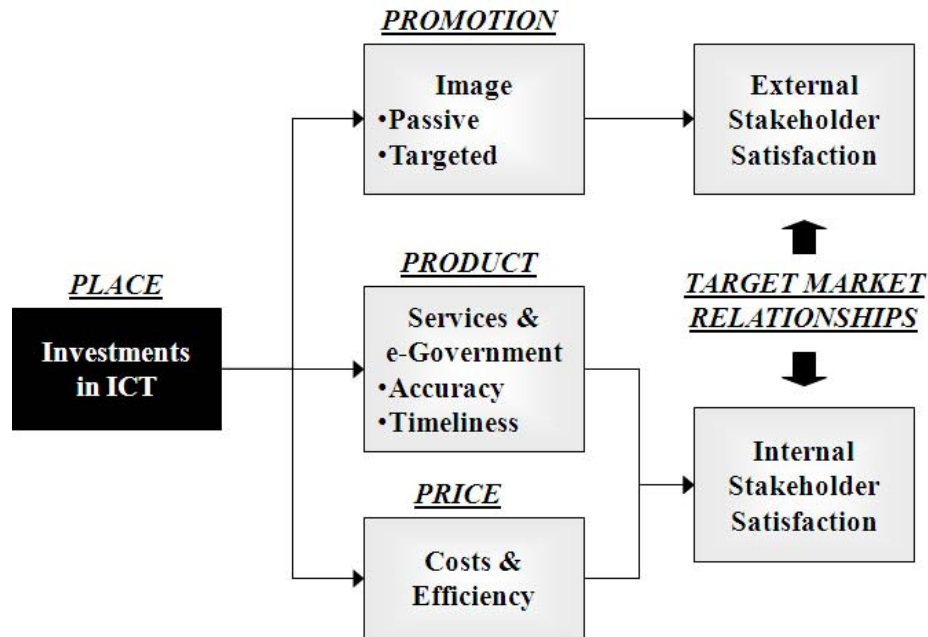 PROMOTION
Image
•Passive
•Targeted
External
Stakeholder
Satisfaction
PLACE
Investments
in ICT
PRODUCT
Services &
e-Government
•Accuracy
•Timeliness
TARGET MARKET
RELATIONSHIPS
PRICE
Costs &
Efficiency
Internal
Stakeholder
Satisfaction